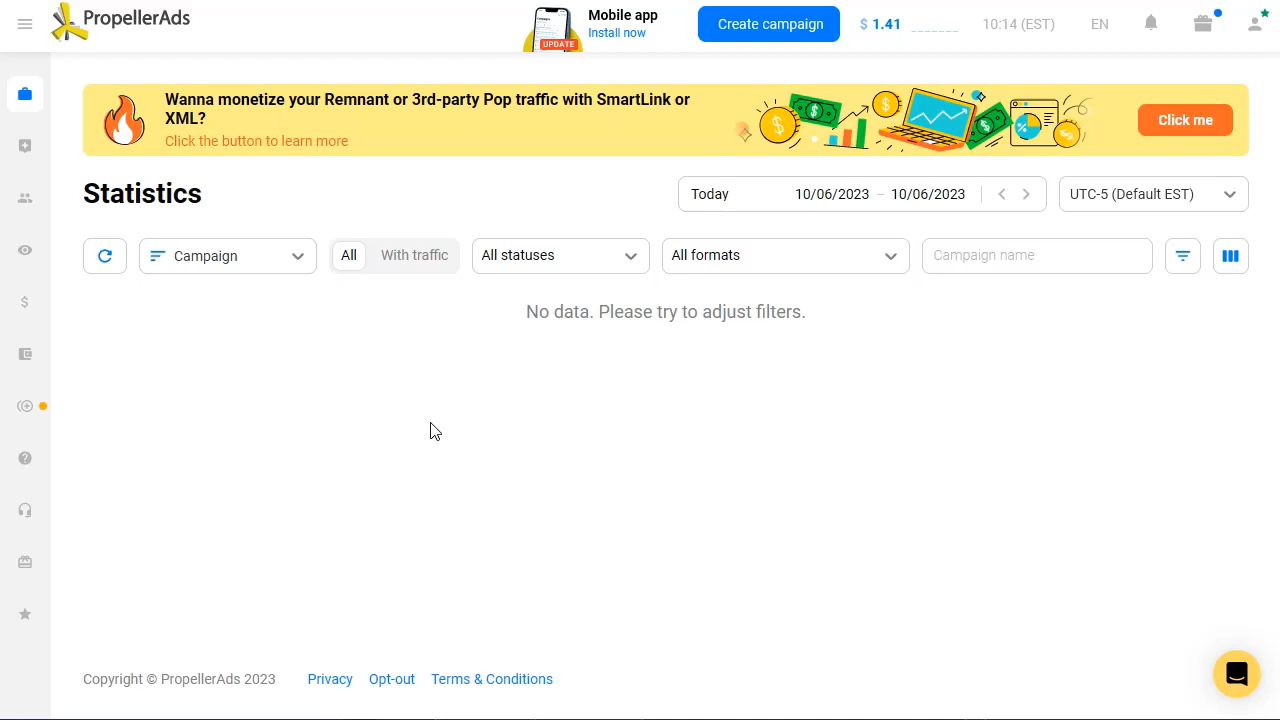 PropellerAds
Mobile app
Install now
UPDATE
Create campaign
$ 1.41
10:14 (EST)
EN
Wanna monetize your Remnant or 3rd-party Pop traffic with SmartLink or
XML?
Click the button to learn more
Click me
Statistics
Today 10/06/2023 – 10/06/2023
UTC-5 (Default EST)
Campaign
All With traffic
All statuses
All formats
Campaign name
No data. Please try to adjust filters.
Copyright © PropellerAds 2023 Privacy Opt-out Terms & Conditions